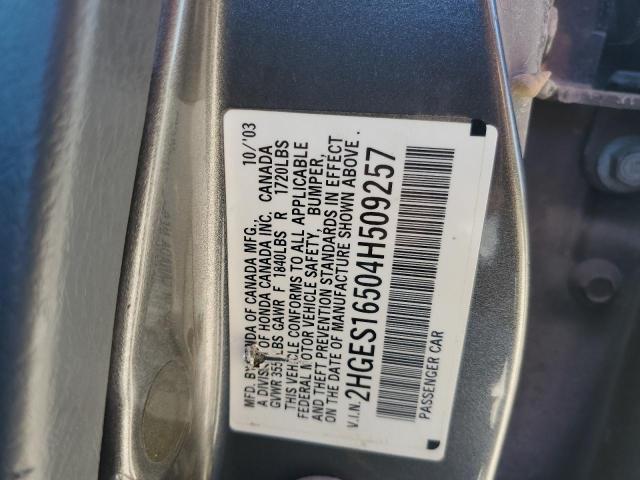 MFD. BY HONDA OF CANADA MFG. 10/'03
A DIVISION OF HONDA CANADA INC. CANADA
GVWR LBS GAWR F 1840LBS R 1720LBS
THIS VEHICLE CONFORMS TO ALL APPLICABLE
FEDERAL MOTOR VEHICLE SAFETY, BUMPER,
AND THEFT PREVENTION STANDARDS IN EFFECT
ON THE DATE OF MANUFACTURE SHOWN ABOVE.
V.I.N. 2HGES16504H509257
PASSENGER CAR